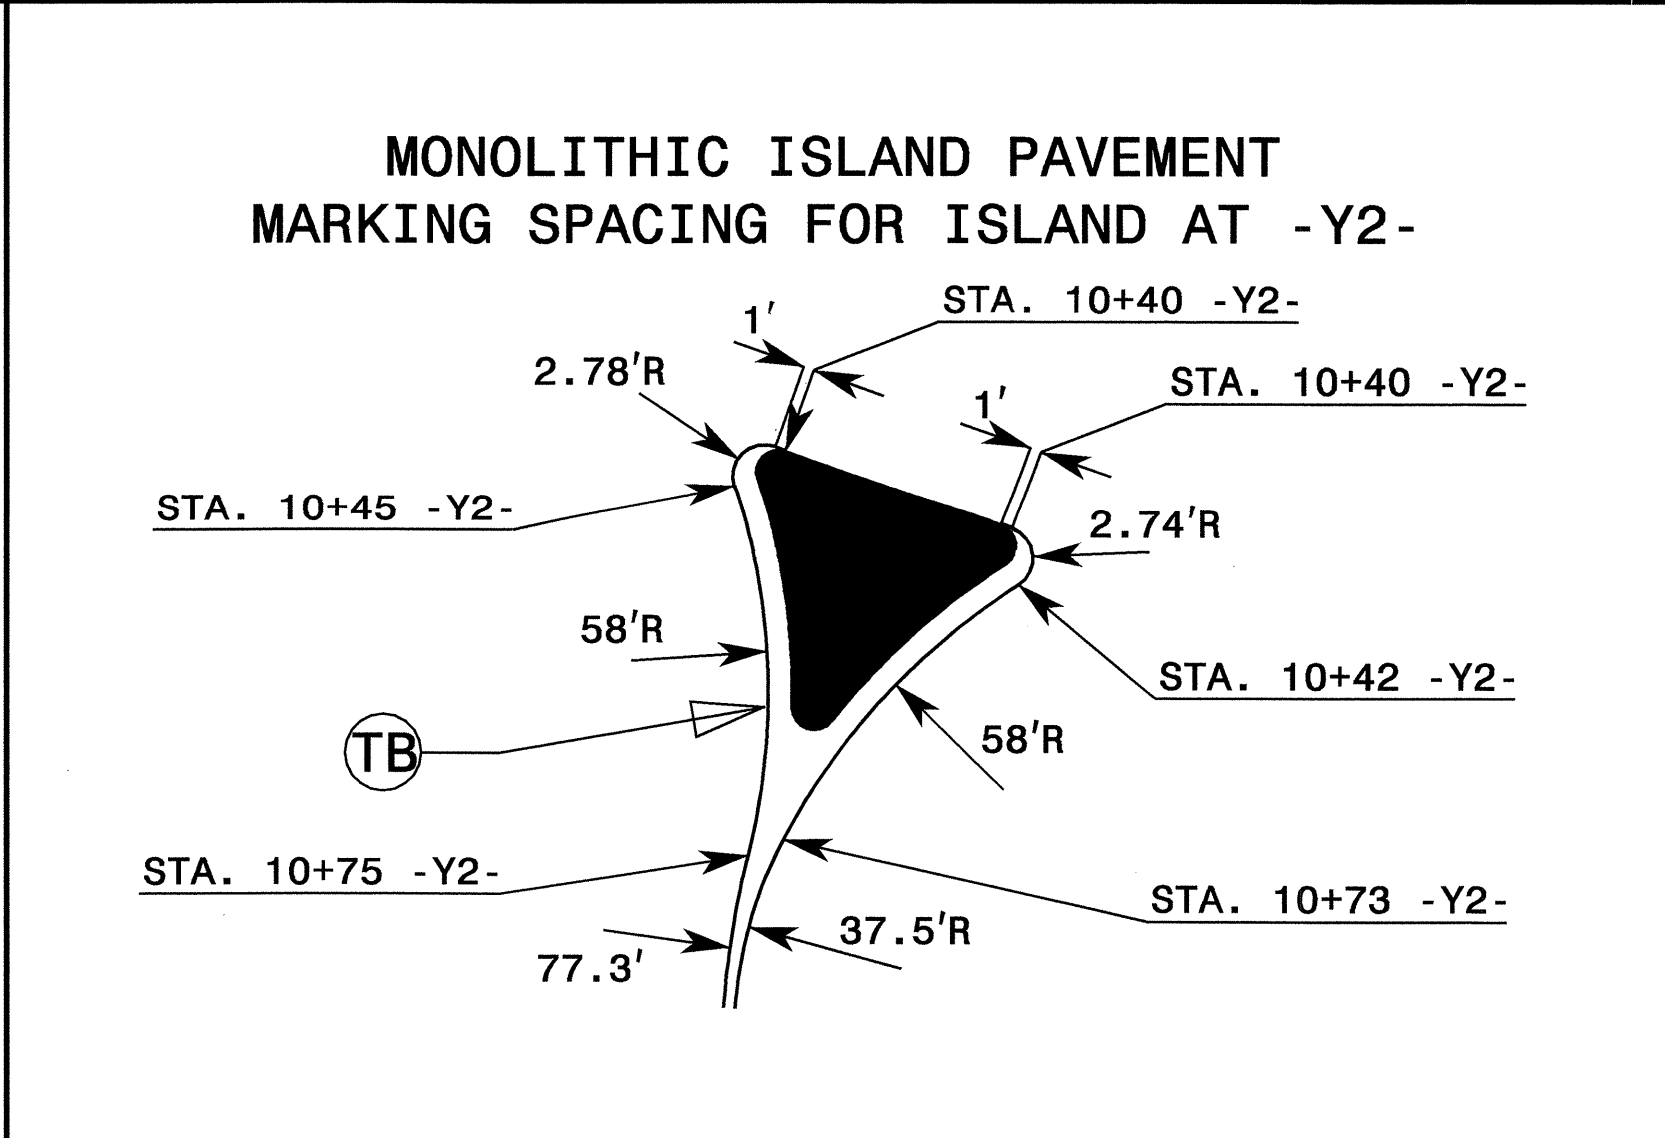 MONOLITHIC ISLAND PAVEMENT
MARKING SPACING FOR ISLAND AT -Y2-
STA. 10+40 -Y2-
1'
2.78'R
STA. 10+40 -Y2-
1'
STA. 10+45 -Y2-
2.74'R
58'R
STA. 10+42 -Y2-
TB
58'R
STA. 10+75 -Y2-
STA. 10+73 -Y2-
37.5'R
77.3'